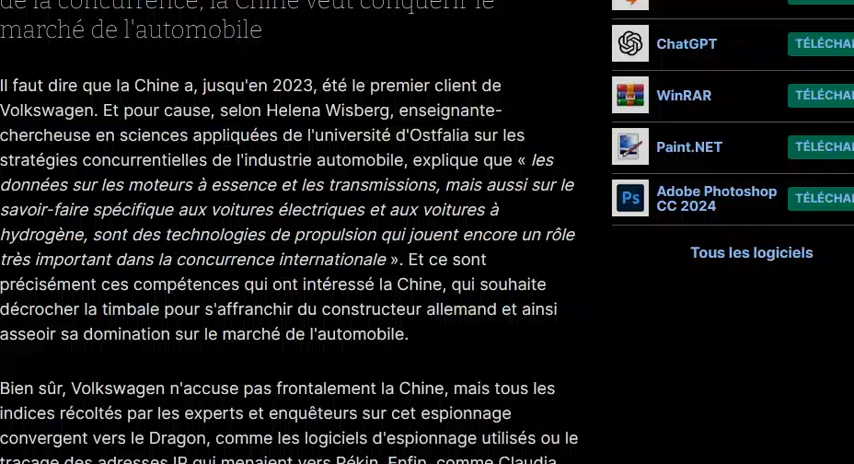 de la concurrence, la Chine veut conquérir le
marché de l'automobile
Il faut dire que la Chine a, jusqu'en 2023, été le premier client de
Volkswagen. Et pour cause, selon Helena Wisberg, enseignante-
chercheuse en sciences appliquées de l'université d'Ostfalia sur les
stratégies concurrentielles de l'industrie automobile, explique que « les
données sur les moteurs à essence et les transmissions, mais aussi sur le
savoir-faire spécifique aux voitures électriques et aux voitures à
hydrogène, sont des technologies de propulsion qui jouent encore un rôle
très important dans la concurrence internationale ». Et ce sont
précisément ces compétences qui ont intéressé la Chine, qui souhaite
décrocher la timbale pour s'affranchir du constructeur allemand et ainsi
asseoir sa domination sur le marché de l'automobile.
Bien sûr, Volkswagen n'accuse pas frontalement la Chine, mais tous les
indices récoltés par les experts et enquêteurs sur cet espionnage
convergent vers le Dragon, comme les logiciels d'espionnage utilisés ou le
traçage des adresses IP qui menaient vers Pékin. Enfin, comme Claudia
ChatGPT
TÉLÉCHA
WinRAR
TÉLÉCHA
Paint.NET
TÉLÉCHA
Ps
Adobe Photoshop
CC 2024
TÉLÉCHA
Tous les logiciels